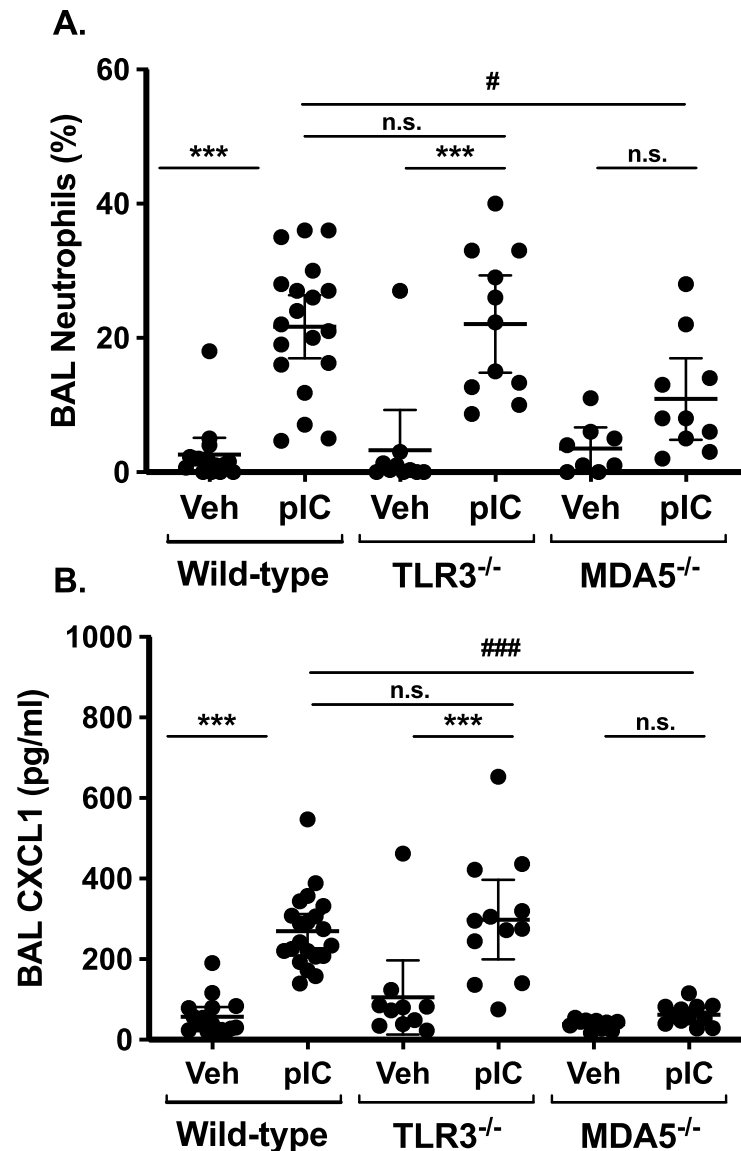 A.
BAL Neutrophils (%)
60
40
20
0
#
n.s.
*** *** n.s.
Veh pIC Veh pIC Veh pIC
Wild-type TLR3-/- MDA5-/-
B.
BAL CXCL1 (pg/ml)
1000
800
600
400
200
0
###
n.s.
*** *** n.s.
Veh pIC Veh pIC Veh pIC
Wild-type TLR3-/- MDA5-/-